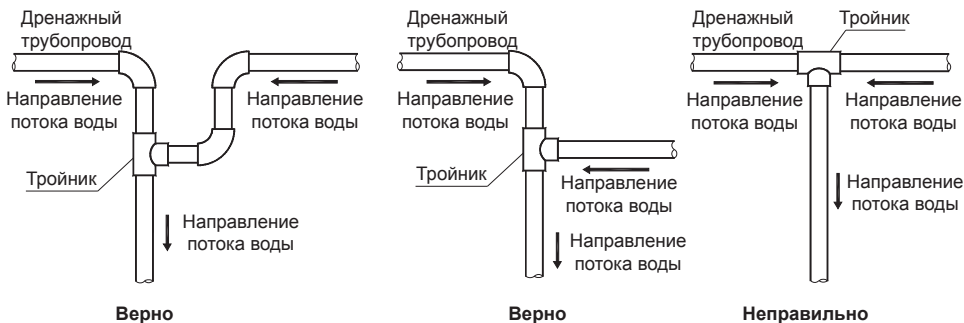 Дренажный
трубопровод
Направление
потока воды
Направление
потока воды
Тройник
Направление
потока воды
Верно
Дренажный
трубопровод
Направление
потока воды
Тройник
Направление
потока воды
Направление
потока воды
Верно
Дренажный
трубопровод
Тройник
Направление
потока воды
Направление
потока воды
Направление
потока воды
Неправильно